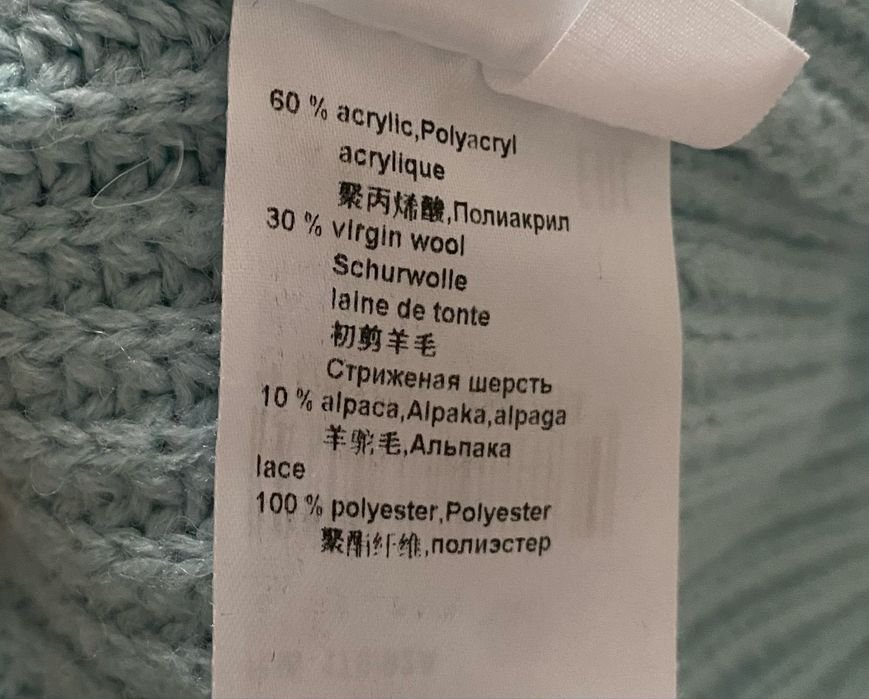 60 % acrylic,Polyacryl
acrylique
聚丙烯酸,Полиакрил
30 % virgin wool
Schurwolle
laine de tonte
初剪羊毛
Стриженая шерсть
10 % alpaca,Alpaka,alpaga
羊驼毛,Альпака
lace
100 % polyester,Polyester
聚酯纤维,полиэстер